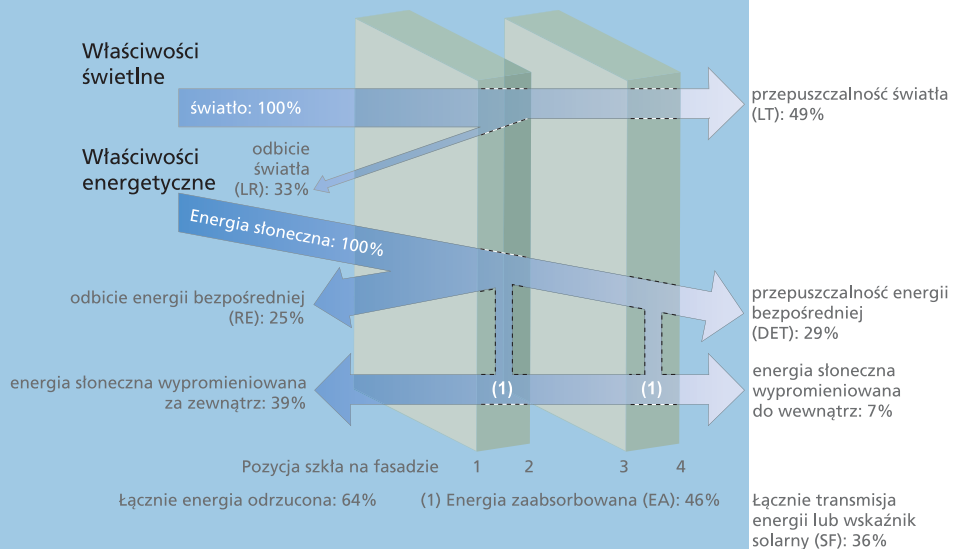 Właściwości
świetlne
światło: 100%
przepuszczalność światła
(LT): 49%
odbicie
światła
(LR): 33%
Właściwości
energetyczne
Energia słoneczna: 100%
odbicie energii bezpośredniej
(RE): 25%
przepuszczalność energii
bezpośredniej
(DET): 29%
energia słoneczna wypromieniowana
za zewnątrz: 39%
(1)
(1)
energia słoneczna
wypromieniowana
do wewnątrz: 7%
Pozycja szkła na fasadzie 1 2 3 4
Łącznie energia odrzucona: 64%
(1) Energia zaabsorbowana (EA): 46%
Łącznie transmisja
energii lub wskaźnik
solarny (SF): 36%